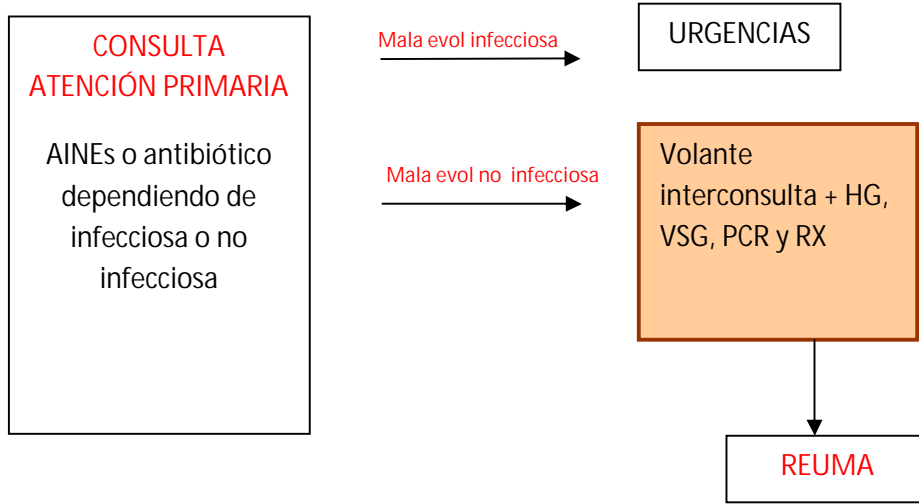 CONSULTA
ATENCIÓN PRIMARIA
AINEs o antibiótico
dependiendo de
infecciosa o no
infecciosa
Mala evol infecciosa
URGENCIAS
Mala evol no infecciosa
Volante
interconsulta + HG,
VSG, PCR y RX
REUMA